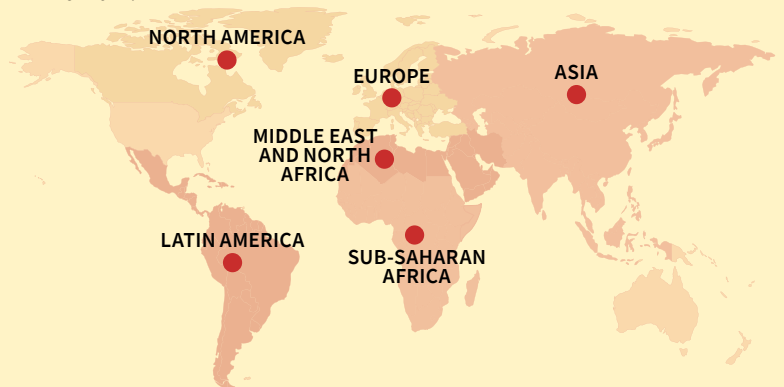 NORTH AMERICA
EUROPE
ASIA
MIDDLE EAST
AND NORTH
AFRICA
LATIN AMERICA
SUB-SAHARAN
AFRICA